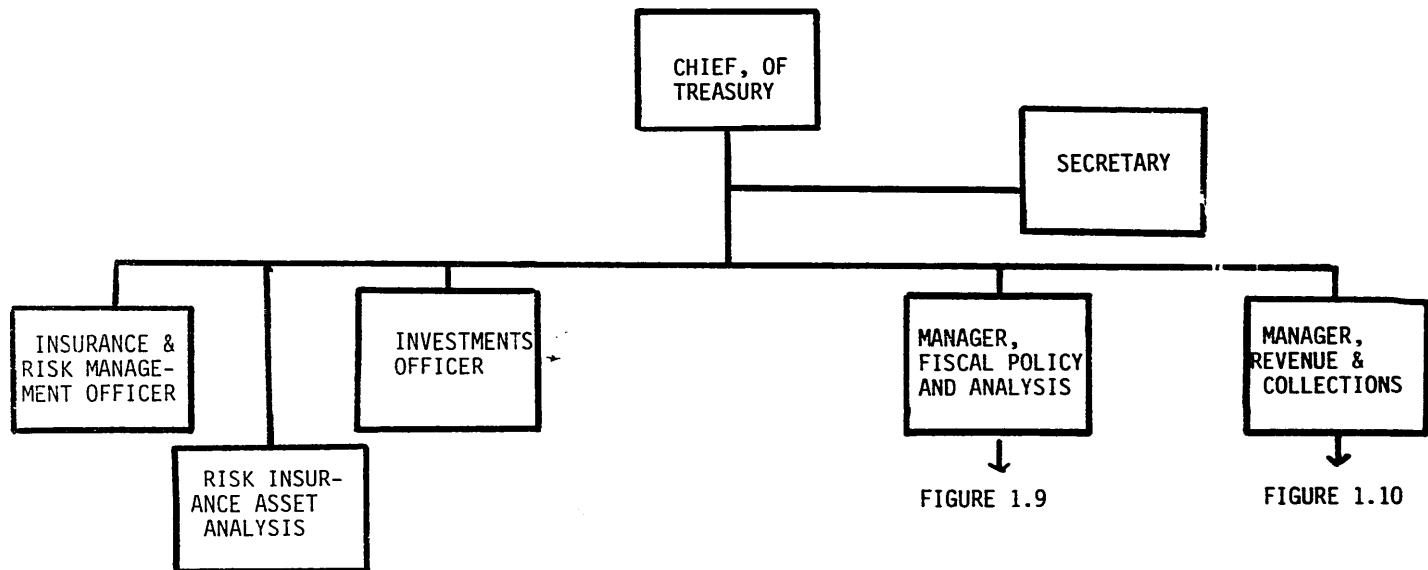 CHIEF, OF
TREASURY
SECRETARY
INSURANCE &
RISK MANAGE-
MENT OFFICER
RISK INSUR-
ANCE ASSET
ANALYSIS
INVESTMENTS
OFFICER
MANAGER,
FISCAL POLICY
AND ANALYSIS
FIGURE 1.9
MANAGER,
REVENUE &
COLLECTIONS
FIGURE 1.10